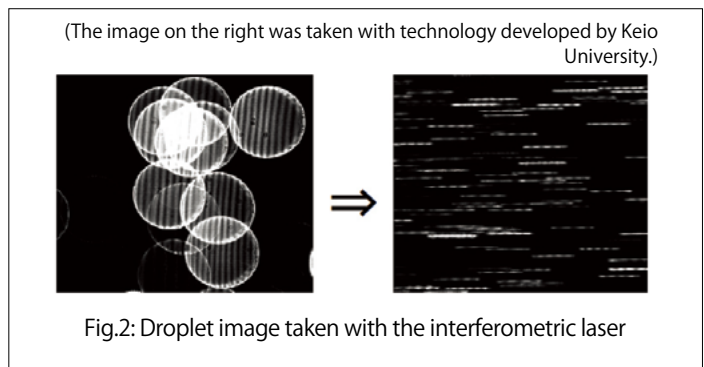 (The image on the right was taken with technology developed by Keio
University.)
⇒
Fig.2: Droplet image taken with the interferometric laser